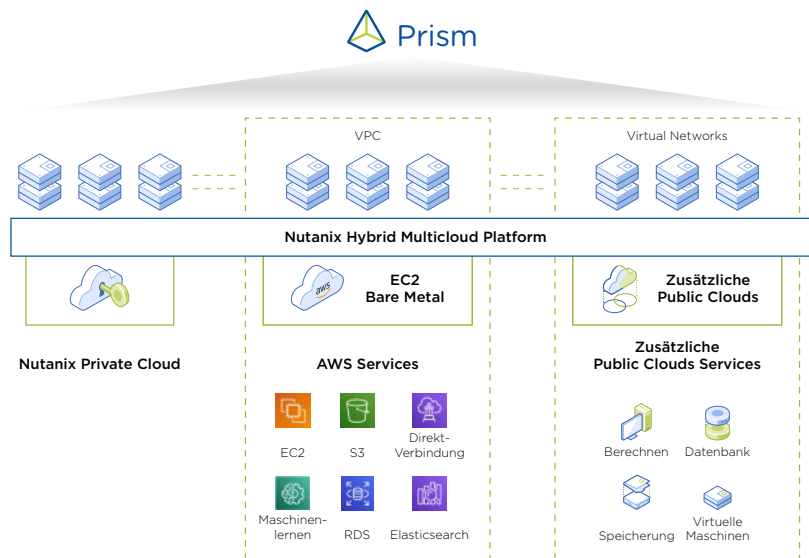 Prism
VPC
Virtual Networks
Nutanix Hybrid Multicloud Platform
aws
EC2
Bare Metal
Zusätzliche
Public Clouds
Nutanix Private Cloud
AWS Services
Zusätzliche
Public Clouds Services
EC2
S3
Direkt-
Verbindung
Berechnen
Datenbank
Maschinen-
lernen
RDS
Elasticsearch
Speicherung
Virtuelle
Maschinen